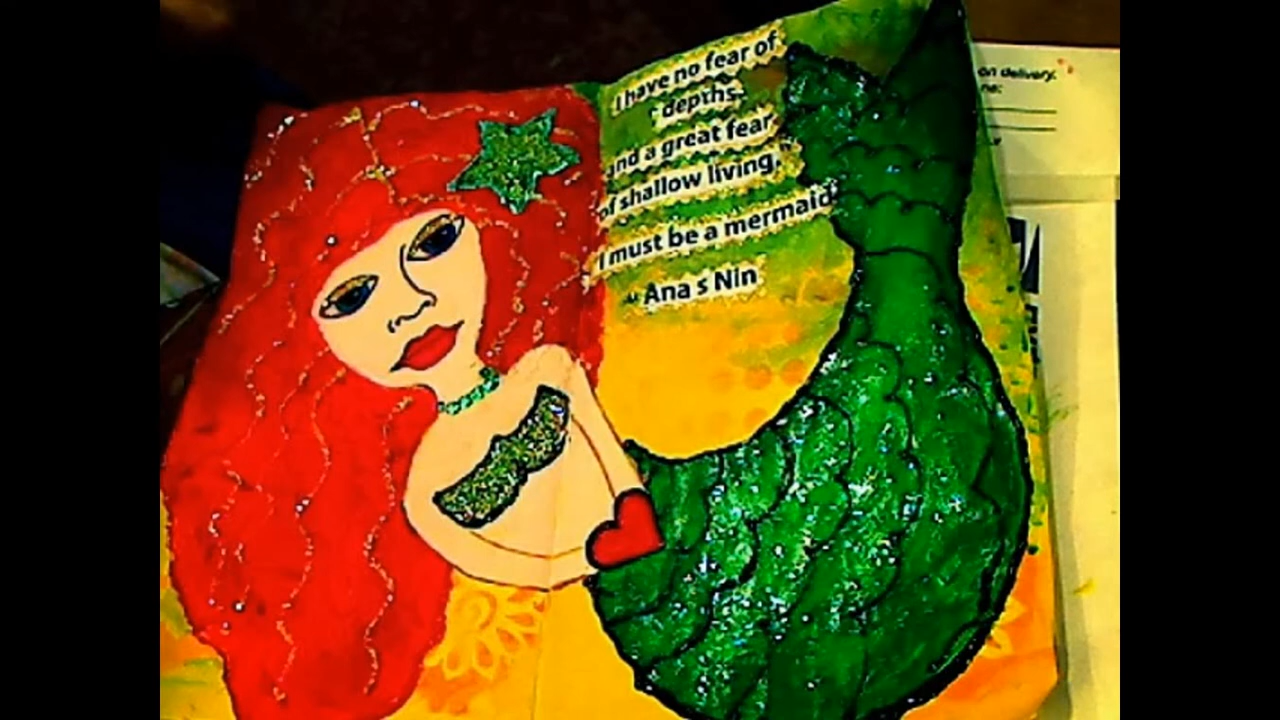 I have no fear of
depths.
and a great fear
of shallow living.
I must be a mermaid
Ana s Nin
on delivery.